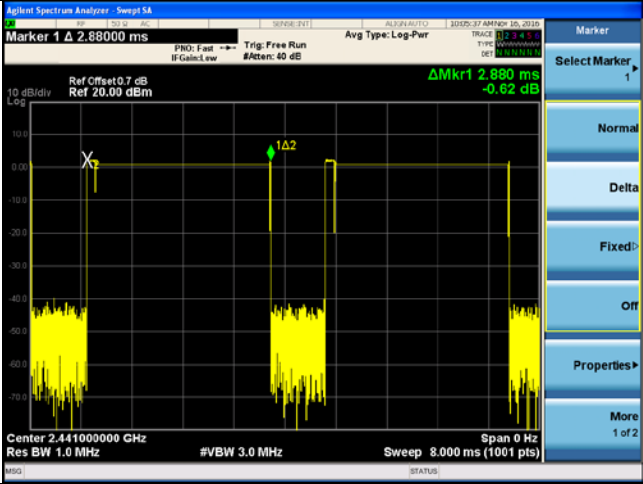 Agilent Spectrum Analyzer - Swept SA
RF 50 Ω AC SENSE:INT ALIGN AUTO 10:05:37 AM Nov 16, 2016
Marker 1 Δ 2.88000 ms
PNO: Fast
IFGain:Low
Trig: Free Run
#Atten: 40 dB
Avg Type: Log-Pwr
TRACE 1 2 3 4 5 6
TYPE
DET N N N N N N
ΔMkr1 2.880 ms
-0.62 dB
Ref Offset 0.7 dB
10 dB/div Ref 20.00 dBm
Log
10.0
0.00
-10.0
-20.0
-30.0
-40.0
-50.0
-60.0
-70.0
1Δ2
Center 2.441000000 GHz
Span 0 Hz
Res BW 1.0 MHz
#VBW 3.0 MHz
Sweep 8.000 ms (1001 pts)
MSG
STATUS
Marker
Select Marker
1
Normal
Delta
Fixed
Off
Properties
More
1 of 2